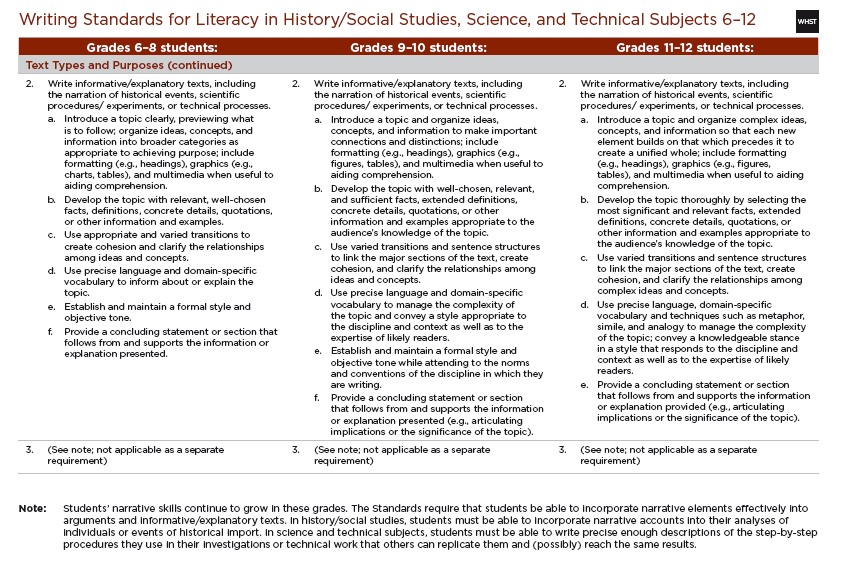 Writing Standards for Literacy in History/Social Studies, Science, and Technical Subjects 6–12
WHST
Grades 6–8 students:
Text Types and Purposes (continued)
2. Write informative/explanatory texts, including
the narration of historical events, scientific
procedures/ experiments, or technical processes.
a. Introduce a topic clearly, previewing what
is to follow; organize ideas, concepts, and
information into broader categories as
appropriate to achieving purpose; include
formatting (e.g., headings), graphics (e.g.,
charts, tables), and multimedia when useful to
aiding comprehension.
b. Develop the topic with relevant, well-chosen
facts, definitions, concrete details, quotations,
or other information and examples.
c. Use appropriate and varied transitions to
create cohesion and clarify the relationships
among ideas and concepts.
d. Use precise language and domain-specific
vocabulary to inform about or explain the
topic.
e. Establish and maintain a formal style and
objective tone.
f. Provide a concluding statement or section that
follows from and supports the information or
explanation presented.
3. (See note; not applicable as a separate
requirement)
Grades 9–10 students:
2. Write informative/explanatory texts, including
the narration of historical events, scientific
procedures/ experiments, or technical processes.
a. Introduce a topic and organize ideas,
concepts, and information to make important
connections and distinctions; include
formatting (e.g., headings), graphics (e.g.,
figures, tables), and multimedia when useful to
aiding comprehension.
b. Develop the topic with well-chosen, relevant,
and sufficient facts, extended definitions,
concrete details, quotations, or other
information and examples appropriate to the
audience's knowledge of the topic.
c. Use varied transitions and sentence structures
to link the major sections of the text, create
cohesion, and clarify the relationships among
ideas and concepts.
d. Use precise language and domain-specific
vocabulary to manage the complexity of
the topic and convey a style appropriate to
the discipline and context as well as to the
expertise of likely readers.
e. Establish and maintain a formal style and
objective tone while attending to the norms
and conventions of the discipline in which they
are writing.
f. Provide a concluding statement or section
that follows from and supports the information
or explanation presented (e.g., articulating
implications or the significance of the topic).
3. (See note; not applicable as a separate
requirement)
Grades 11–12 students:
2. Write informative/explanatory texts, including
the narration of historical events, scientific
procedures/ experiments, or technical processes.
a. Introduce a topic and organize complex ideas,
concepts, and information so that each new
element builds on that which precedes it to
create a unified whole; include formatting
(e.g., headings), graphics (e.g., figures,
tables), and multimedia when useful to aiding
comprehension.
b. Develop the topic thoroughly by selecting the
most significant and relevant facts, extended
definitions, concrete details, quotations, or
other information and examples appropriate to
the audience's knowledge of the topic.
c. Use varied transitions and sentence structures
to link the major sections of the text, create
cohesion, and clarify the relationships among
complex ideas and concepts.
d. Use precise language, domain-specific
vocabulary and techniques such as metaphor,
simile, and analogy to manage the complexity
of the topic; convey a knowledgeable stance
in a style that responds to the discipline and
context as well as to the expertise of likely
readers.
e. Provide a concluding statement or section
that follows from and supports the information
or explanation provided (e.g., articulating
implications or the significance of the topic).
3. (See note; not applicable as a separate
requirement)
Note: Students' narrative skills continue to grow in these grades. The Standards require that students be able to incorporate narrative elements effectively into
arguments and informative/explanatory texts. In history/social studies, students must be able to incorporate narrative accounts into their analyses of
individuals or events of historical import. In science and technical subjects, students must be able to write precise enough descriptions of the step-by-step
procedures they use in their investigations or technical work that others can replicate them and (possibly) reach the same results.